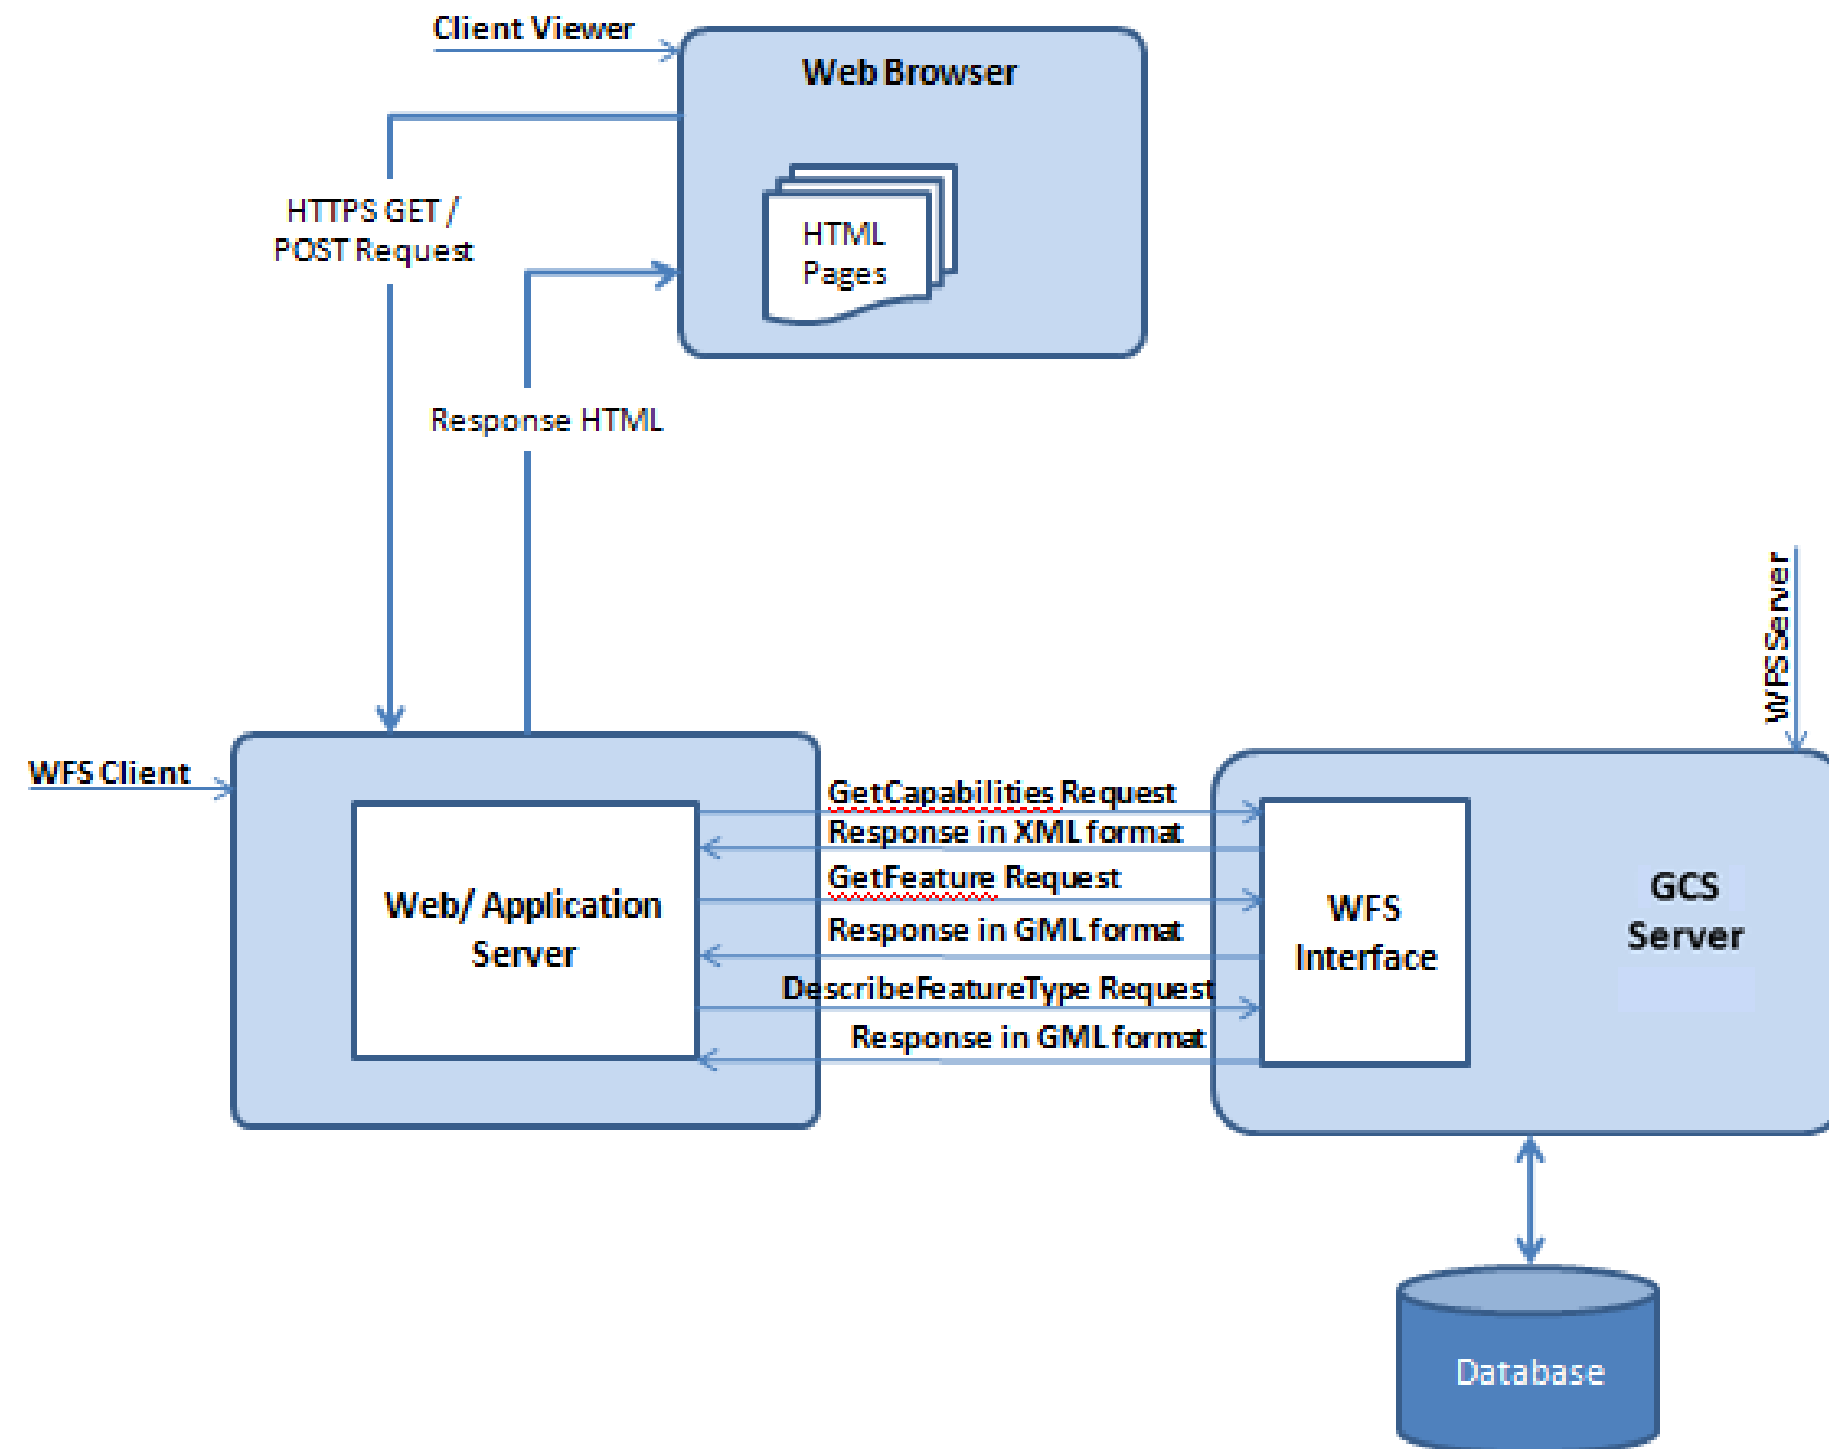 Client Viewer
Web Browser
HTTPS GET /
POST Request
HTML
Pages
Response HTML
WFS Server
WFS Client
GetCapabilities Request
Response in XML format
GetFeature Request
Response in GML format
DescribeFeatureType Request
Response in GML format
Web/ Application
Server
WFS
Interface
GCS
Server
Database